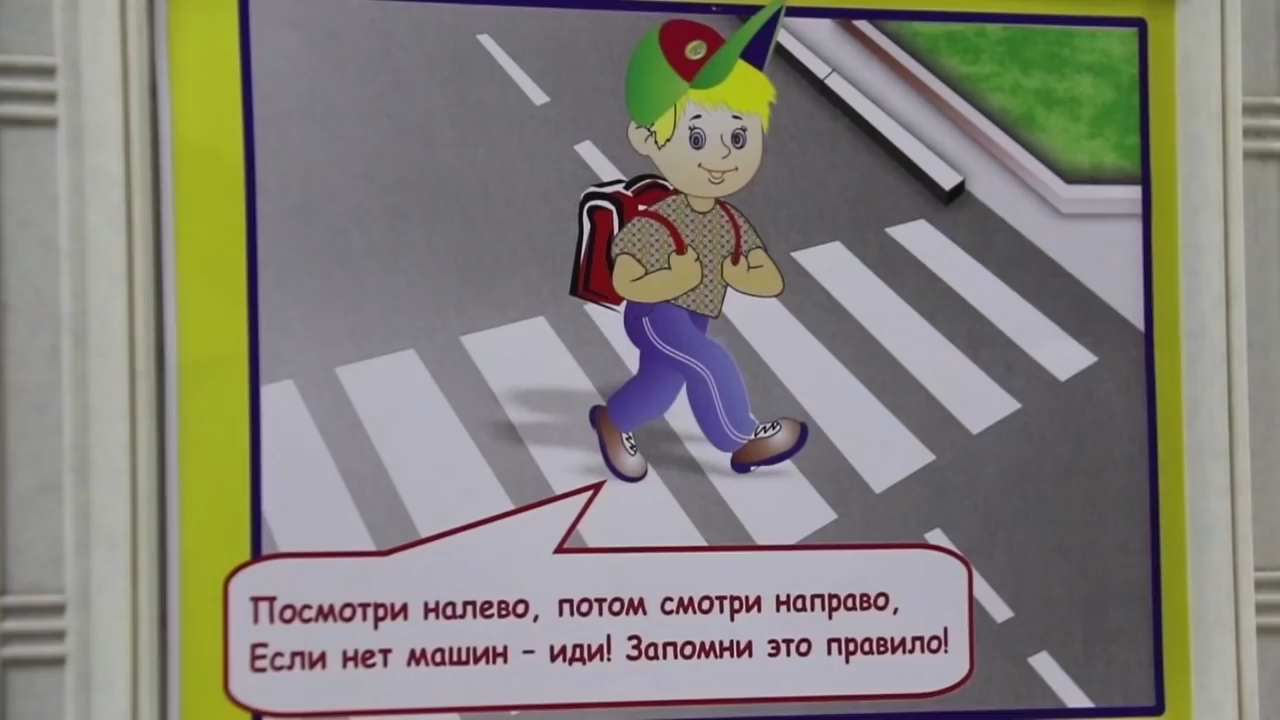 Посмотри налево, потом смотри направо,
Если нет машин – иди! Запомни это правило!